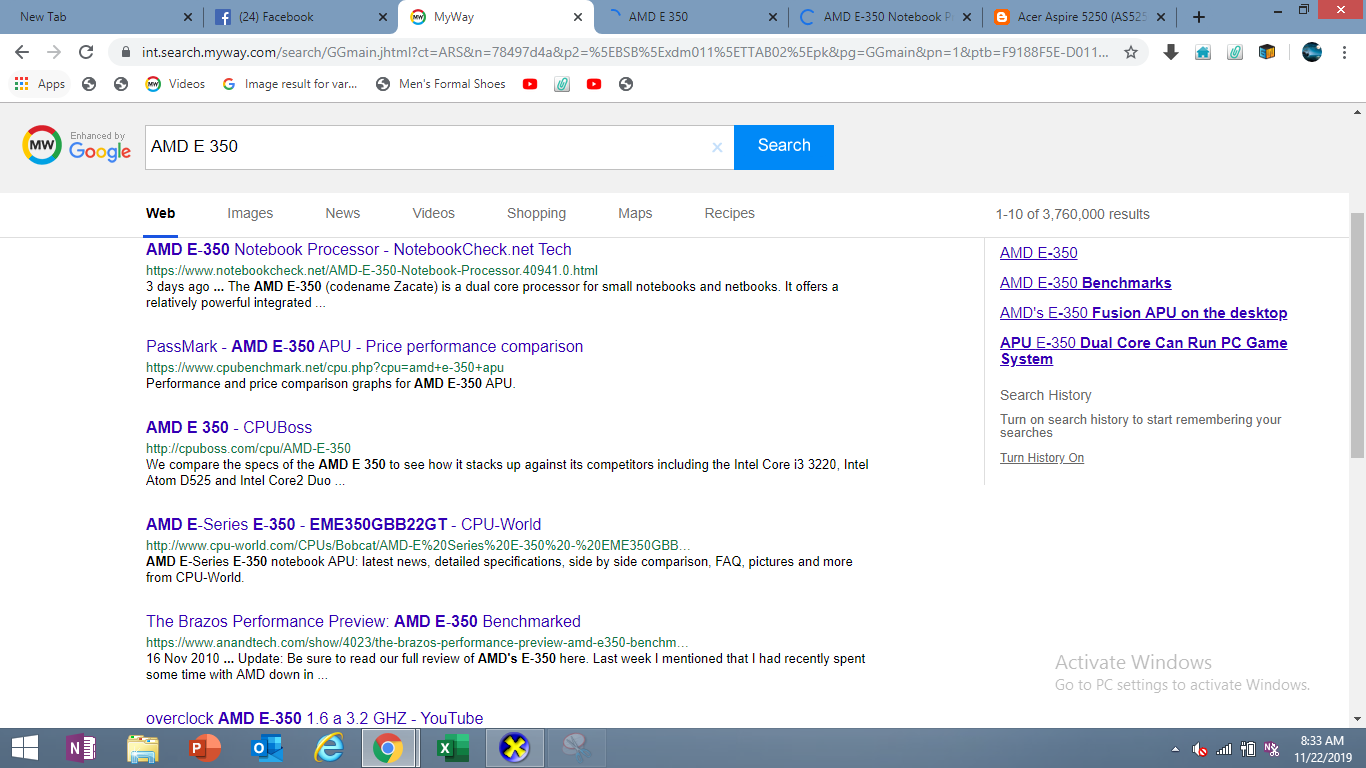 New Tab
(24) Facebook
MyWay
AMD E 350
AMD E-350 Notebook P
Acer Aspire 5250 (AS525
int.search.myway.com/search/GGmain.jhtml?ct=ARS&n=78497d4a&p2=%5EBSB%5Exdm011%5ETTAB02%5Epk&pg=GGmain&pn=1&ptb=F9188F5E-D011...
Apps
MW
Videos
Image result for var...
Men's Formal Shoes
MW
Enhanced by
Google
AMD E 350
Search
Web
Images
News
Videos
Shopping
Maps
Recipes
1-10 of 3,760,000 results
AMD E-350 Notebook Processor - NotebookCheck.net Tech
https://www.notebookcheck.net/AMD-E-350-Notebook-Processor.40941.0.html
3 days ago ... The AMD E-350 (codename Zacate) is a dual core processor for small notebooks and netbooks. It offers a
relatively powerful integrated ...
PassMark - AMD E-350 APU - Price performance comparison
https://www.cpubenchmark.net/cpu.php?cpu=amd+e-350+apu
Performance and price comparison graphs for AMD E-350 APU.
AMD E 350 - CPUBoss
http://cpuboss.com/cpu/AMD-E-350
We compare the specs of the AMD E 350 to see how it stacks up against its competitors including the Intel Core i3 3220, Intel
Atom D525 and Intel Core2 Duo ...
AMD E-Series E-350 - EME350GBB22GT - CPU-World
http://www.cpu-world.com/CPUs/Bobcat/AMD-E%20Series%20E-350%20-%20EME350GBB...
AMD E-Series E-350 notebook APU: latest news, detailed specifications, side by side comparison, FAQ, pictures and more
from CPU-World.
The Brazos Performance Preview: AMD E-350 Benchmarked
https://www.anandtech.com/show/4023/the-brazos-performance-preview-amd-e350-benchm...
16 Nov 2010 ... Update: Be sure to read our full review of AMD's E-350 here. Last week I mentioned that I had recently spent
some time with AMD down in ...
overclock AMD E-350 1.6 a 3.2 GHZ - YouTube
AMD E-350
AMD E-350 Benchmarks
AMD's E-350 Fusion APU on the desktop
APU E-350 Dual Core Can Run PC Game
System
Search History
Turn on search history to start remembering your
searches
Turn History On
Activate Windows
Go to PC settings to activate Windows.
8:33 AM
11/22/2019